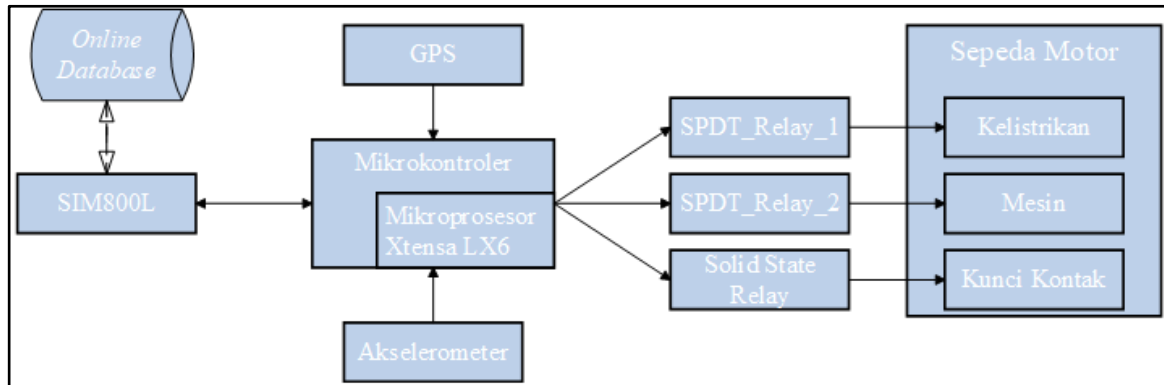 Online
Database
GPS
Sepeda Motor
SPDT_Relay_1
Kelistrikan
Mikrokontroler
SIM800L
Mikroprosesor
Xtensa LX6
SPDT_Relay_2
Mesin
Solid State
Relay
Kunci Kontak
Akselerometer